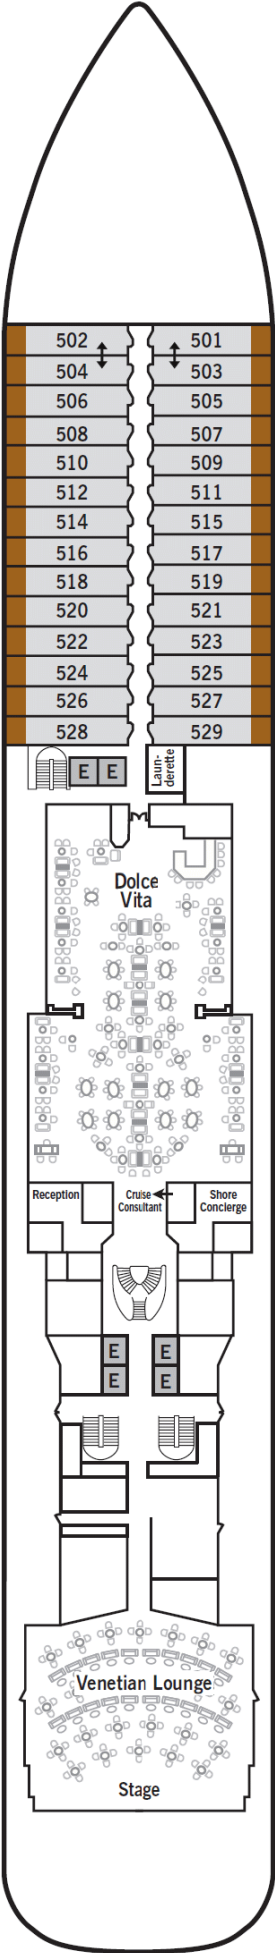 502 501
504 503
506 505
508 507
510 509
512 511
514 515
516 517
518 519
520 521
522 523
524 525
526 527
528 529
E E
Laun-
derette
Dolce
Vita
Reception
Cruise
Consultant
Shore
Concierge
E E
E E
Venetian Lounge
Stage